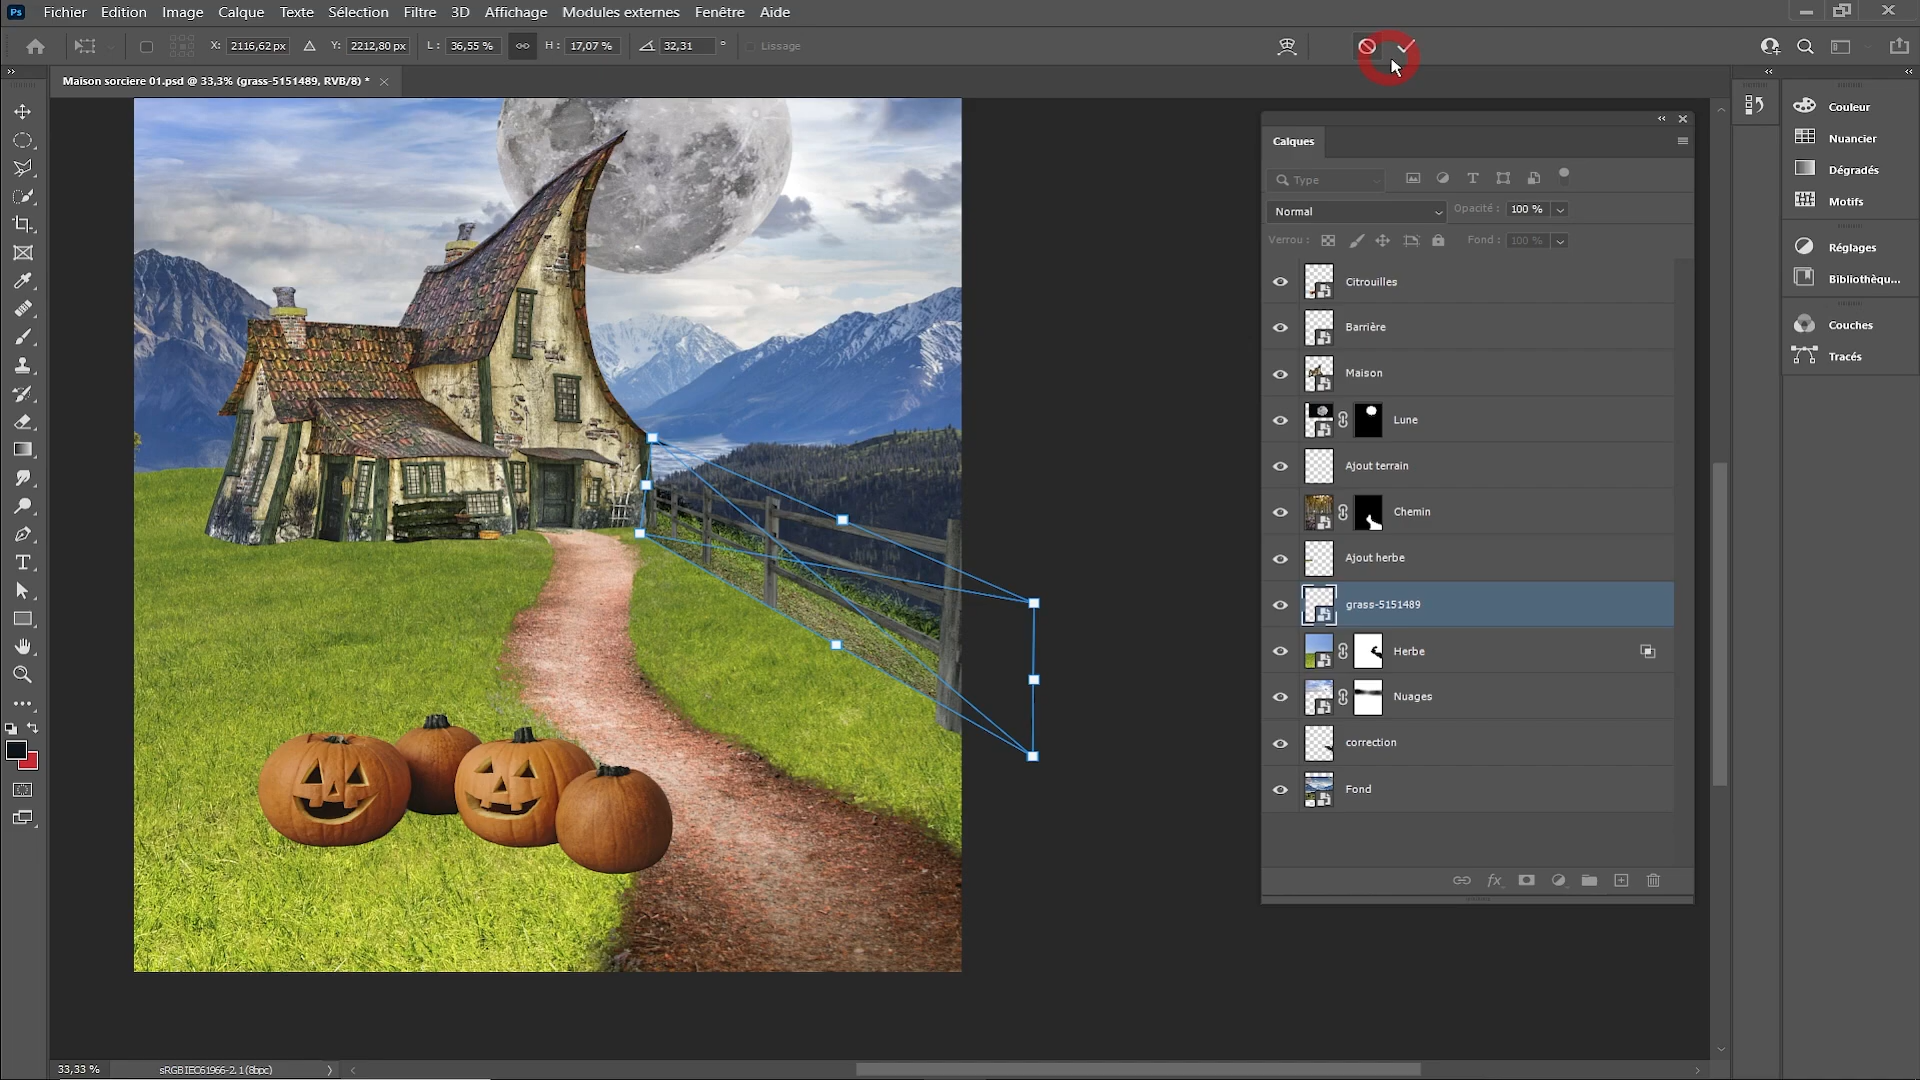 Ps Fichier Edition Image Calque Texte Sélection Filtre 3D Affichage Modules externes Fenêtre Aide
X: 2116,62 px Y: 2212,80 px L: 36,55 % H: 17,07 % 32,31 ° Lissage
Maison sorciere 01.psd @ 33,3% (grass-5151489, RVB/8) *
Calques
Type
Normal Opacité : 100 %
Verrou : Fond : 100 %
Citrouilles
Barrière
Maison
Lune
Ajout terrain
Chemin
Ajout herbe
grass-5151489
Herbe
Nuages
correction
Fond
fx
Couleur
Nuancier
Dégradés
Motifs
Réglages
Bibliothèqu...
Couches
Tracés
33,33 % sRGB IEC61966-2.1 (8bpc)